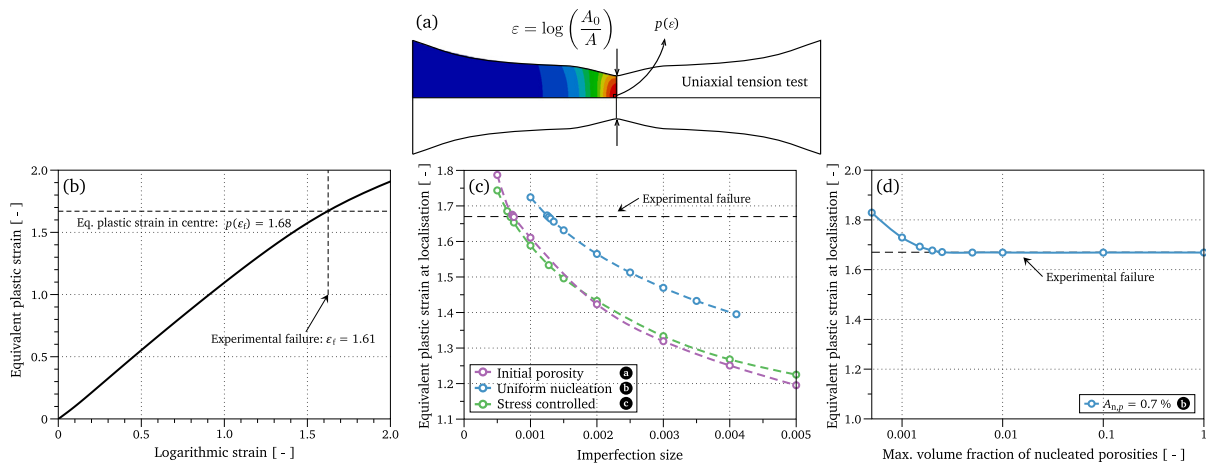 (a)
ε = log (A₀/A)
p(ε)
Uniaxial tension test
(b)
Equivalent plastic strain [ - ]
2.0
1.5
1.0
0.5
0
Eq. plastic strain in centre: p(εf) = 1.68
Experimental failure: εf = 1.61
0 0.5 1.0 1.5 2.0
Logarithmic strain [ - ]
(c)
Equivalent plastic strain at localisation [ - ]
1.8
1.7
1.6
1.5
1.4
1.3
1.2
1.1
Experimental failure
Initial porosity a
Uniform nucleation b
Stress controlled c
0 0.001 0.002 0.003 0.004 0.005
Imperfection size
(d)
Equivalent plastic strain at localisation [ - ]
2.0
1.8
1.6
1.4
1.2
1.0
Experimental failure
An,p = 0.7 % b
0.001 0.01 0.1 1
Max. volume fraction of nucleated porosities [ - ]